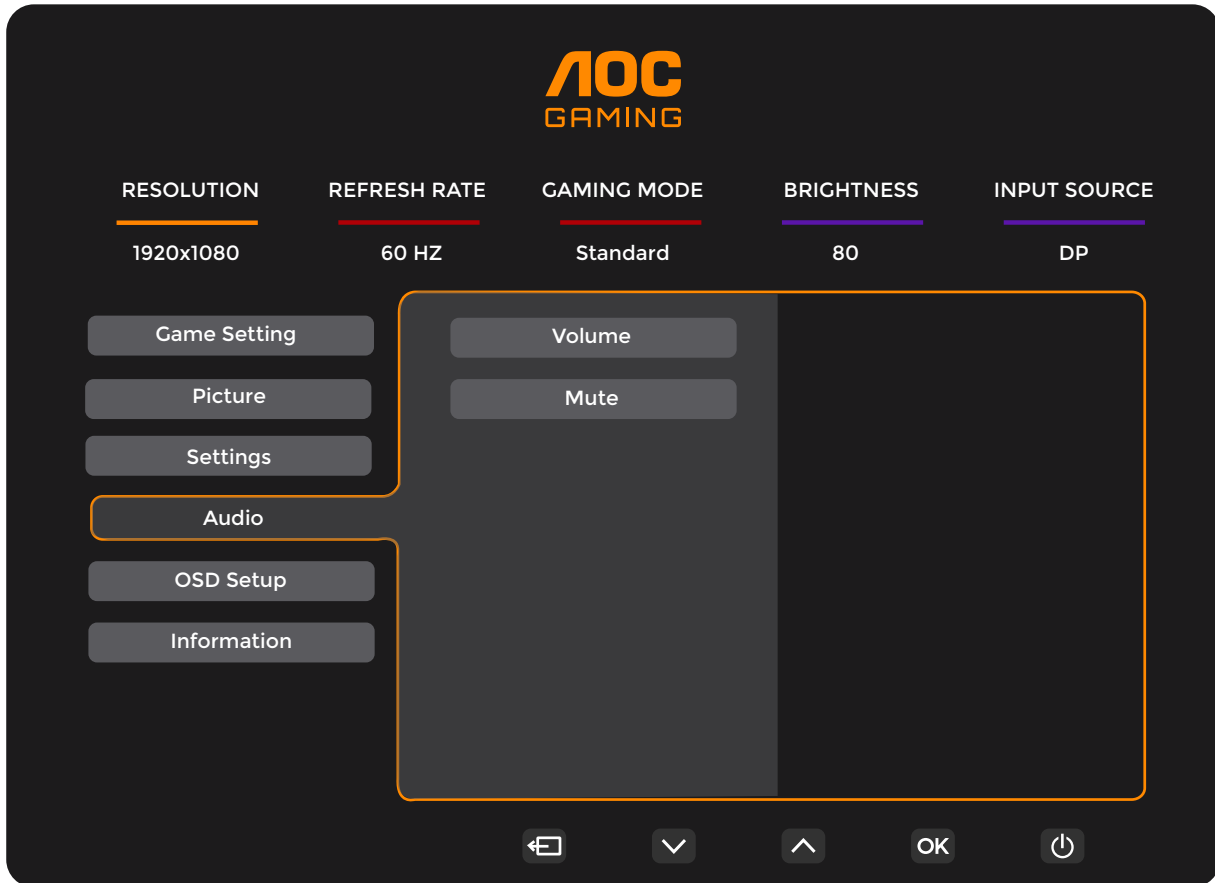 AOC
GAMING
RESOLUTION REFRESH RATE GAMING MODE BRIGHTNESS INPUT SOURCE
1920x1080 60 HZ Standard 80 DP
Game Setting Volume
Picture Mute
Settings
Audio
OSD Setup
Information
OK